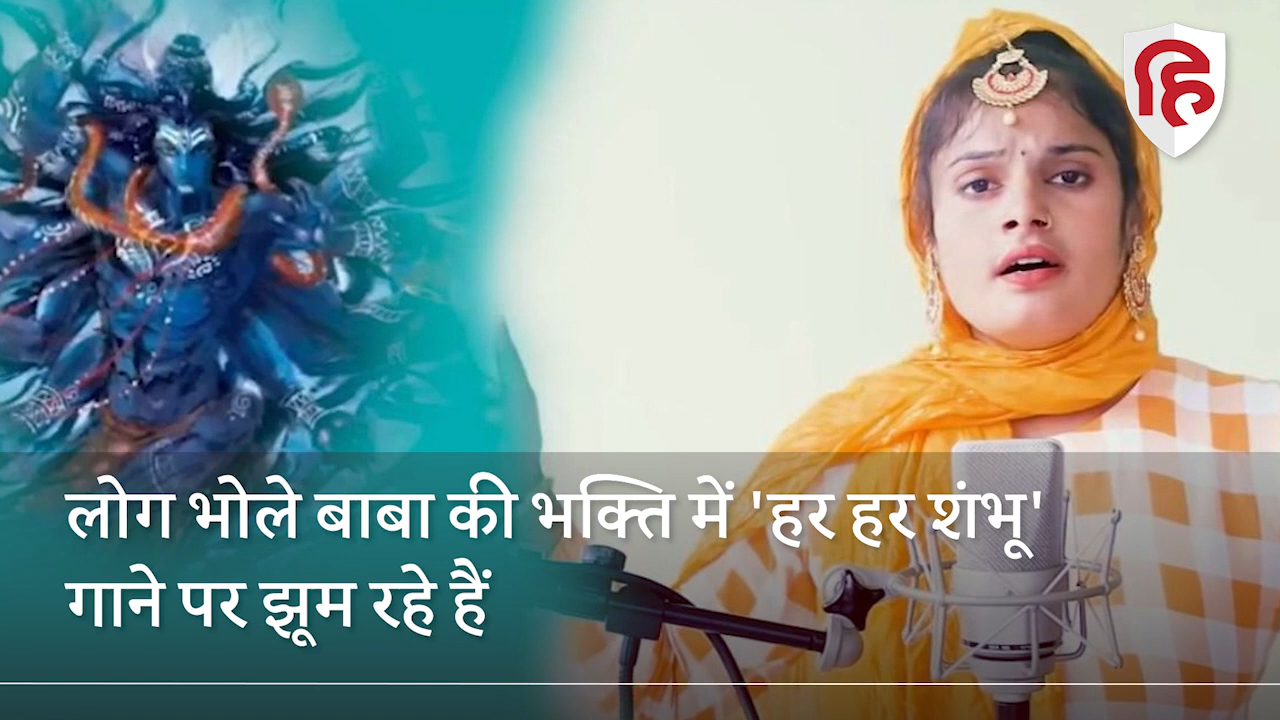 हि
लोग भोले बाबा की भक्ति में 'हर हर शंभू'
गाने पर झूम रहे हैं